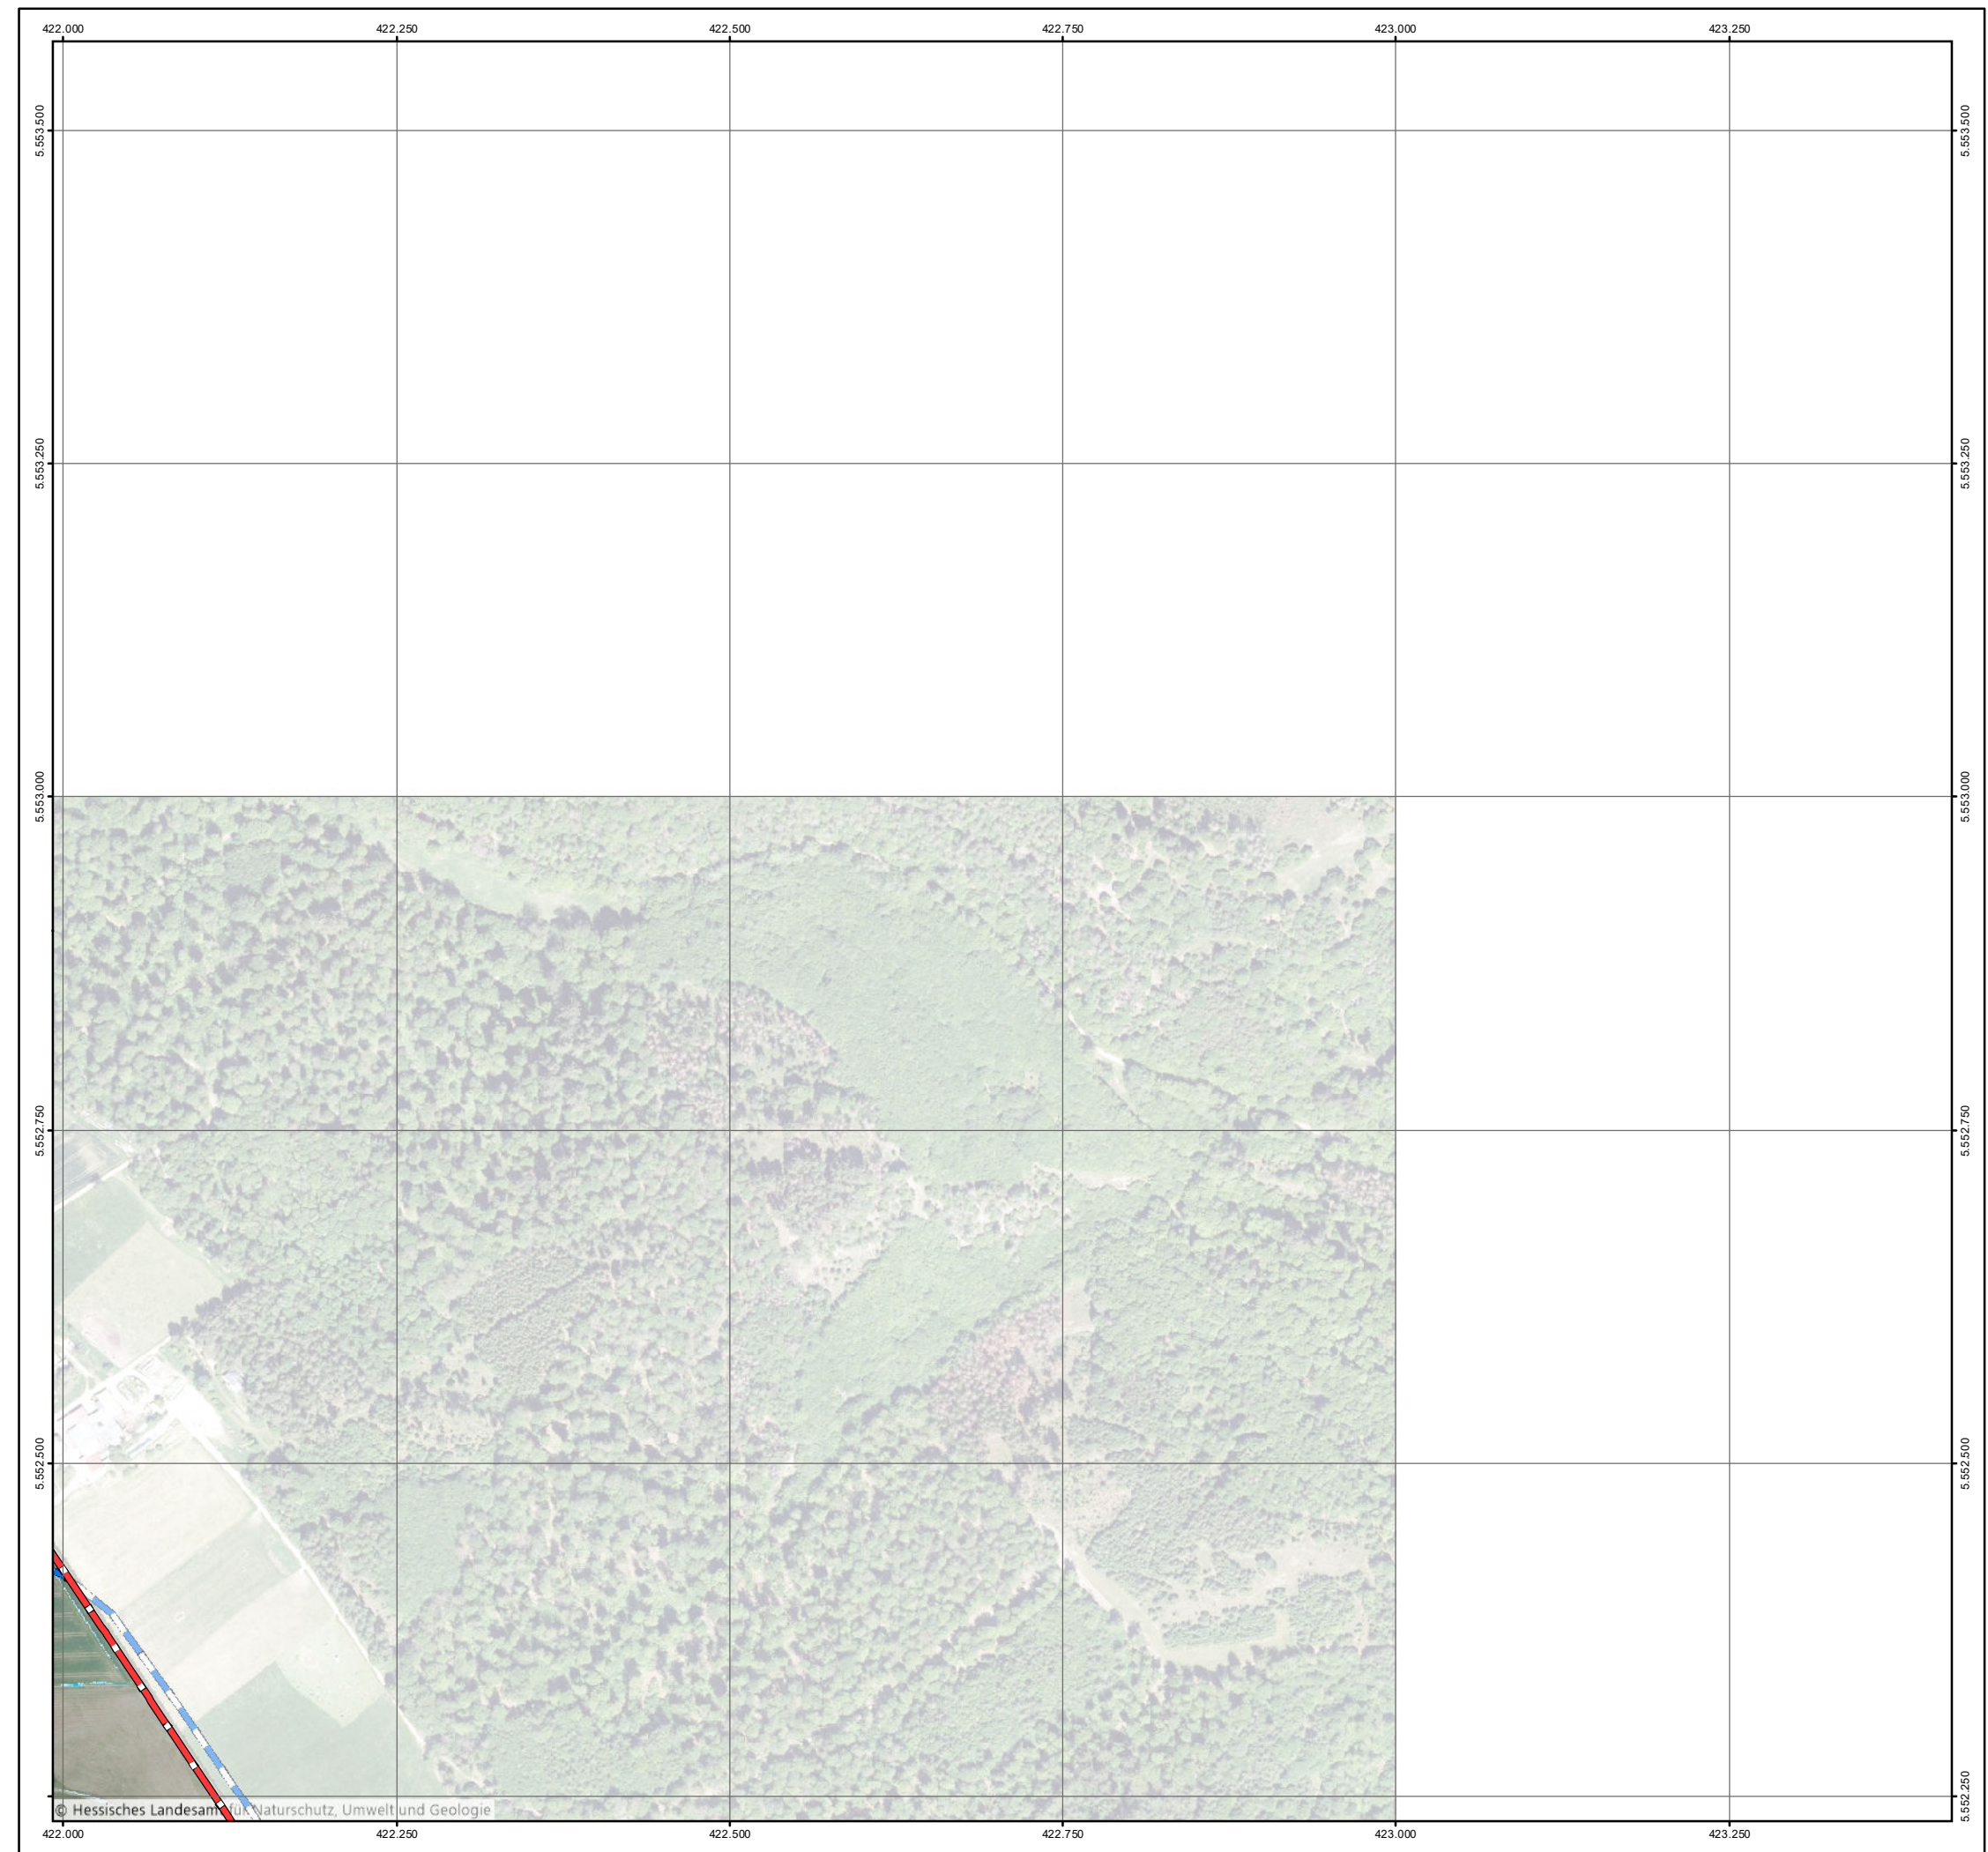 422.000 422.250 422.500 422.750 423.000 423.250
5.553.500 5.553.500
5.553.250 5.553.250
5.553.000 5.553.000
5.552.750 5.552.750
5.552.500 5.552.500
5.552.250
© Hessisches Landesamt für Naturschutz, Umwelt und Geologie
422.000 422.250 422.500 422.750 423.000 423.250